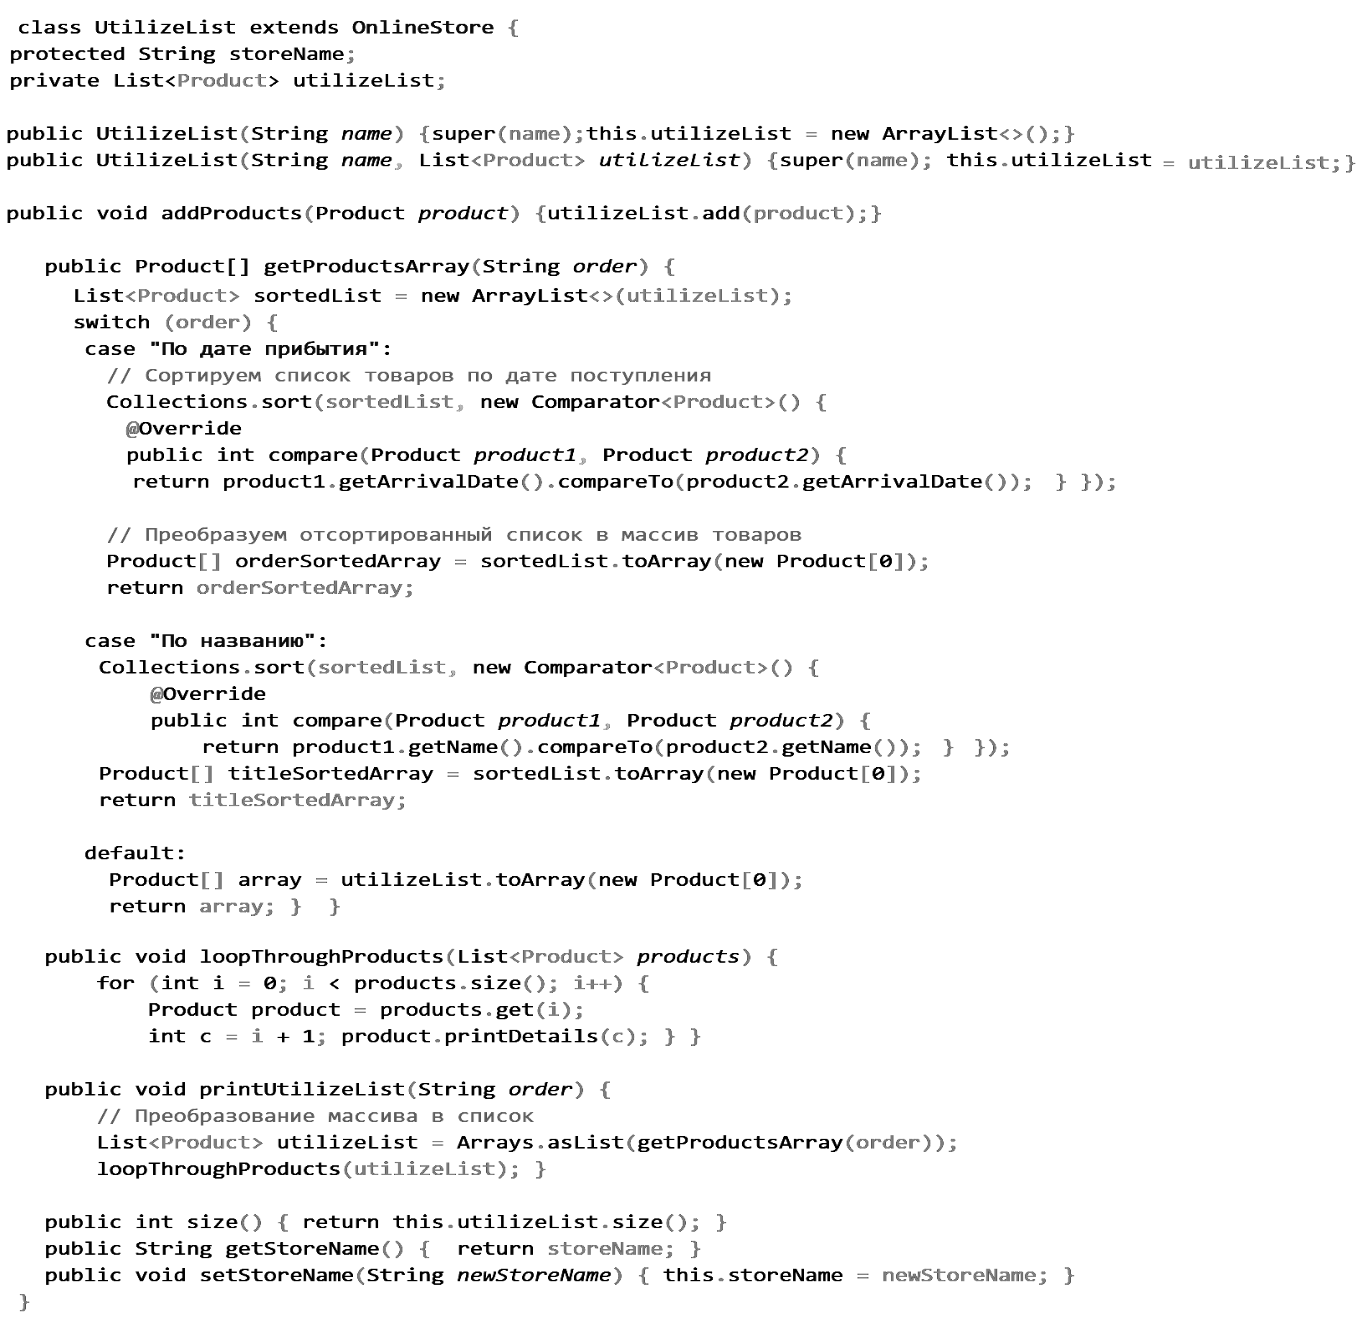 class UtilizeList extends OnlineStore {
protected String storeName;
private List<Product> utilizeList;
public UtilizeList(String name) {super(name);this.utilizeList = new ArrayList<>();}
public UtilizeList(String name, List<Product> utilizeList) {super(name); this.utilizeList = utilizeList;}
public void addProducts(Product product) {utilizeList.add(product);}
public Product[] getProductsArray(String order) {
List<Product> sortedList = new ArrayList<>(utilizeList);
switch (order) {
case "По дате прибытия":
// Сортируем список товаров по дате поступления
Collections.sort(sortedList, new Comparator<Product>() {
@Override
public int compare(Product product1, Product product2) {
return product1.getArrivalDate().compareTo(product2.getArrivalDate()); } });
// Преобразуем отсортированный список в массив товаров
Product[] orderSortedArray = sortedList.toArray(new Product[0]);
return orderSortedArray;
case "По названию":
Collections.sort(sortedList, new Comparator<Product>() {
@Override
public int compare(Product product1, Product product2) {
return product1.getName().compareTo(product2.getName()); } });
Product[] titleSortedArray = sortedList.toArray(new Product[0]);
return titleSortedArray;
default:
Product[] array = utilizeList.toArray(new Product[0]);
return array; } }
public void loopThroughProducts(List<Product> products) {
for (int i = 0; i < products.size(); i++) {
Product product = products.get(i);
int c = i + 1; product.printDetails(c); } }
public void printUtilizeList(String order) {
// Преобразование массива в список
List<Product> utilizeList = Arrays.asList(getProductsArray(order));
loopThroughProducts(utilizeList); }
public int size() { return this.utilizeList.size(); }
public String getStoreName() { return storeName; }
public void setStoreName(String newStoreName) { this.storeName = newStoreName; }
}